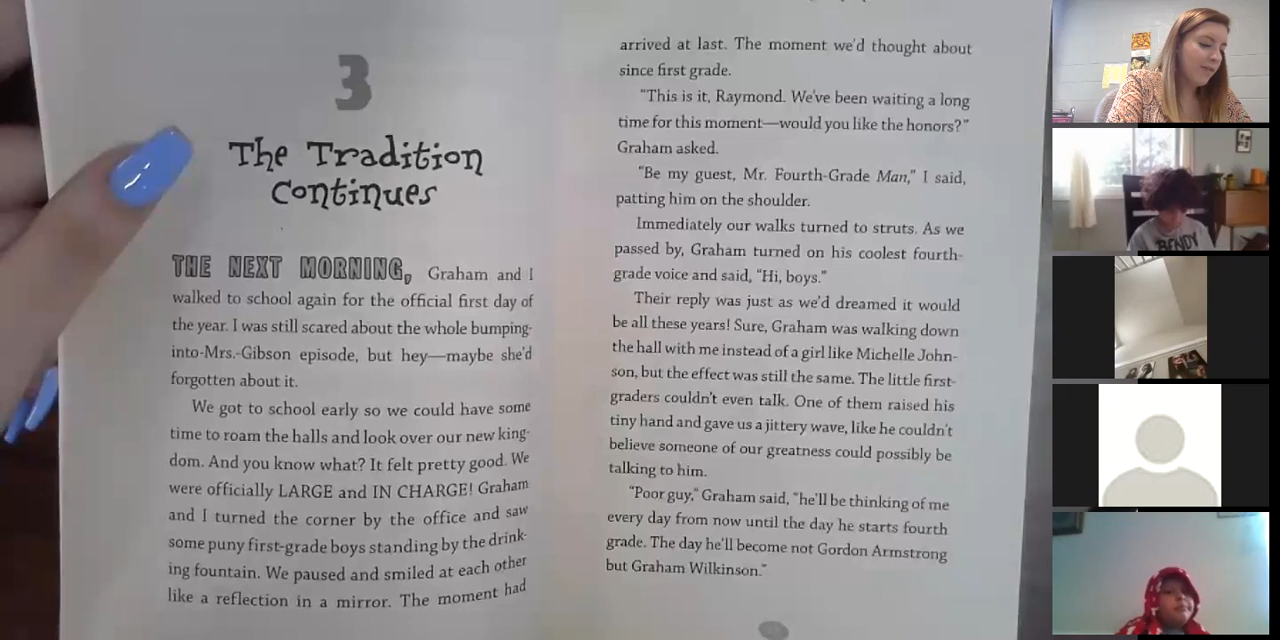 3
The Tradition
Continues
THE NEXT MORNING, Graham and I
walked to school again for the official first day of
the year. I was still scared about the whole bumping-
into-Mrs.-Gibson episode, but hey—maybe she'd
forgotten about it.
We got to school early so we could have some
time to roam the halls and look over our new king-
dom. And you know what? It felt pretty good. We
were officially LARGE and IN CHARGE! Graham
and I turned the corner by the office and saw
some puny first-grade boys standing by the drink-
ing fountain. We paused and smiled at each other
like a reflection in a mirror. The moment had
arrived at last. The moment we'd thought about
since first grade.
"This is it, Raymond. We've been waiting a long
time for this moment—would you like the honors?"
Graham asked.
"Be my guest, Mr. Fourth-Grade Man," I said,
patting him on the shoulder.
Immediately our walks turned to struts. As we
passed by, Graham turned on his coolest fourth-
grade voice and said, "Hi, boys."
Their reply was just as we'd dreamed it would
be all these years! Sure, Graham was walking down
the hall with me instead of a girl like Michelle John-
son, but the effect was still the same. The little first-
graders couldn't even talk. One of them raised his
tiny hand and gave us a jittery wave, like he couldn't
believe someone of our greatness could possibly be
talking to him.
"Poor guy," Graham said, "he'll be thinking of me
every day from now until the day he starts fourth
grade. The day he'll become not Gordon Armstrong
but Graham Wilkinson."
BENDY